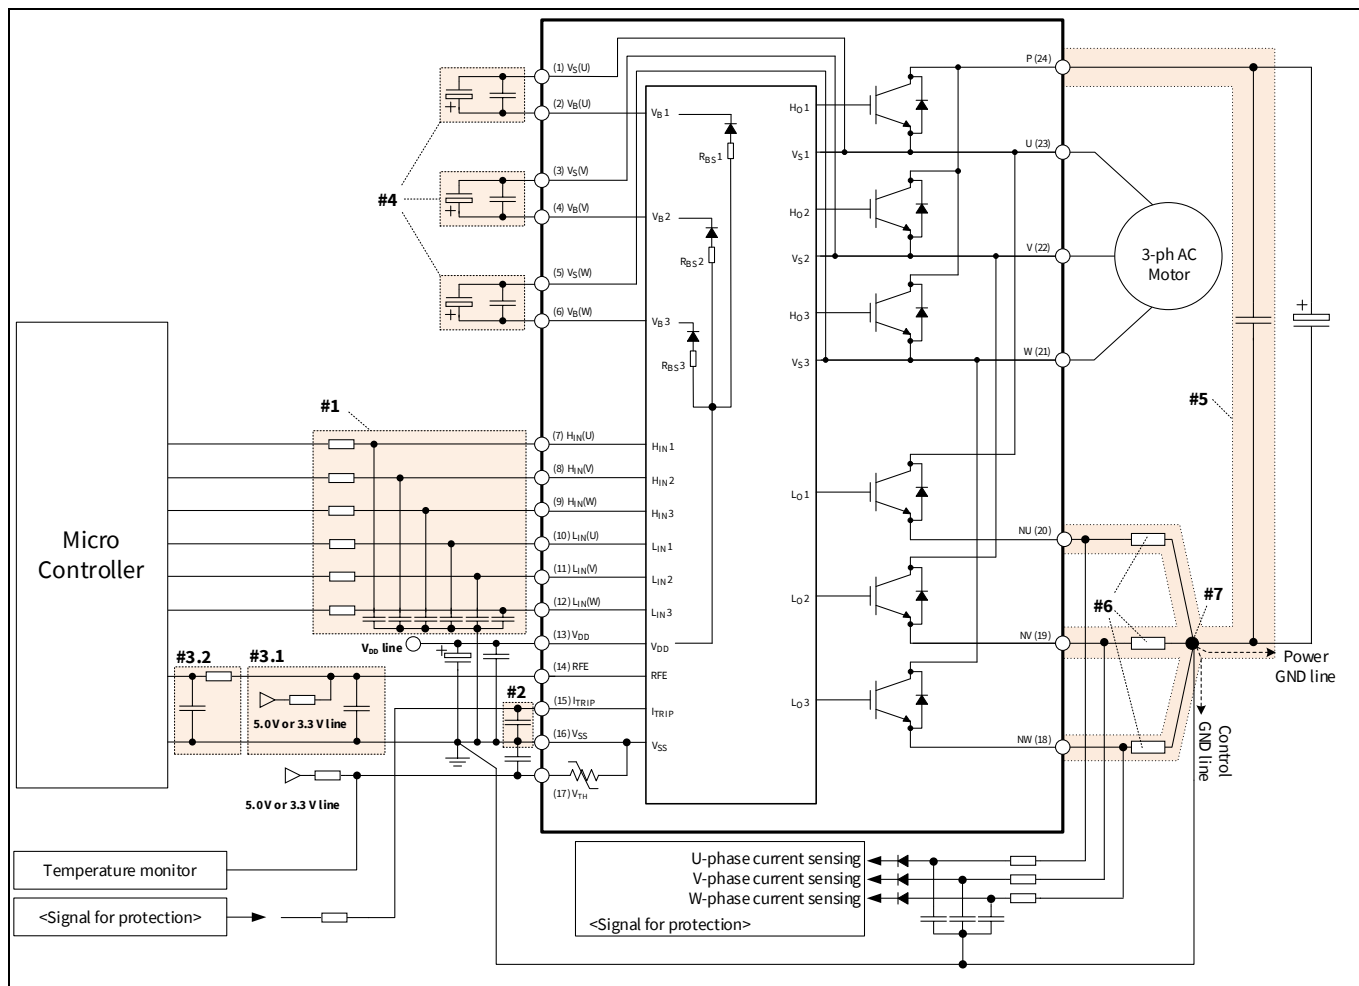 (1) VS(U)
(2) VB(U)
(3) VS(V)
(4) VB(V)
(5) VS(W)
(6) VB(W)
#4
#1
(7) HIN(U)
(8) HIN(V)
(9) HIN(W)
(10) LIN(U)
(11) LIN(V)
(12) LIN(W)
(13) VDD
VDD line
(14) RFE
(15) ITRIP
(16) VSS
(17) VTH
#3.2
#3.1
#2
5.0 V or 3.3 V line
5.0 V or 3.3 V line
Micro
Controller
Temperature monitor
<Signal for protection>
VB1
RBS1
VB2
RBS2
VB3
RBS3
HIN1
HIN2
HIN3
LIN1
LIN2
LIN3
VDD
RFE
ITRIP
VSS
HO1
VS1
HO2
VS2
HO3
VS3
LO1
LO2
LO3
P (24)
U (23)
V (22)
W (21)
NU (20)
NV (19)
NW (18)
3-ph AC
Motor
#5
#6
#7
Power
GND line
Control
GND line
U-phase current sensing
V-phase current sensing
W-phase current sensing
<Signal for protection>